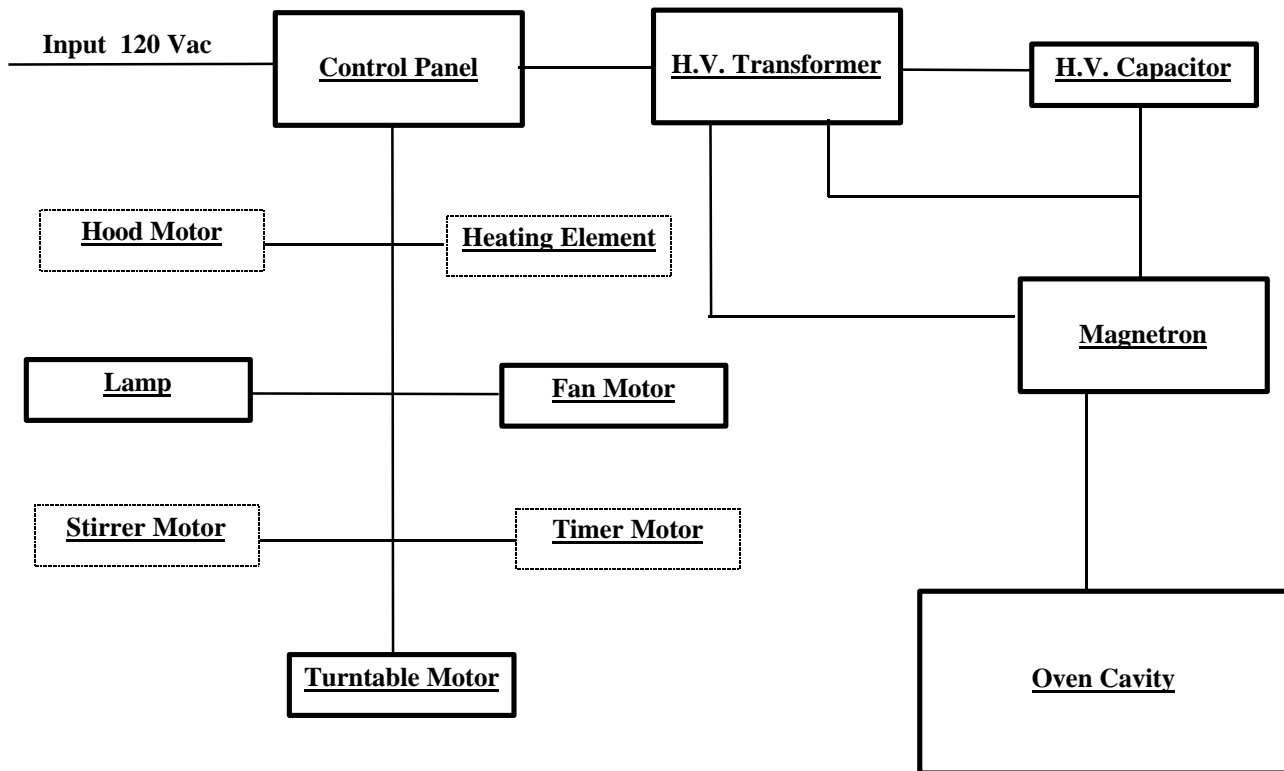 Input  120 Vac
Control Panel
H.V. Transformer
H.V. Capacitor
Hood Motor
Heating Element
Magnetron
Lamp
Fan Motor
Stirrer Motor
Timer Motor
Turntable Motor
Oven Cavity